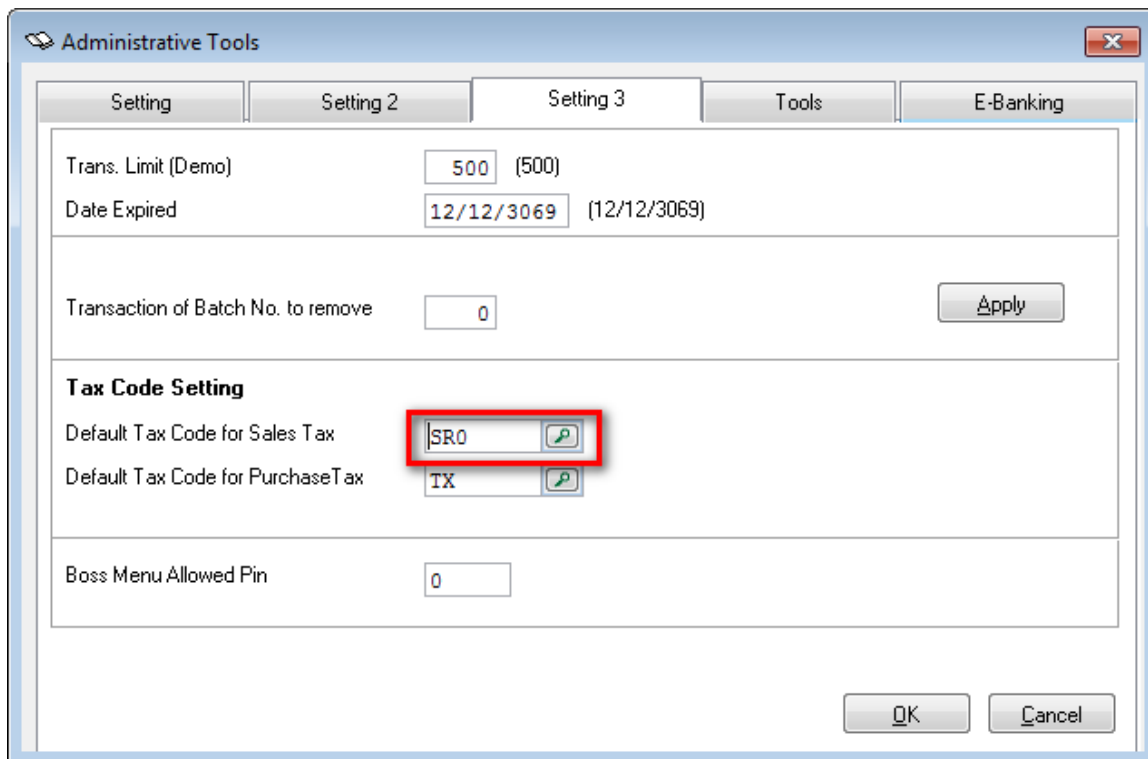 Administrative Tools
Setting Setting 2 Setting 3 Tools E-Banking
Trans. Limit (Demo) 500 (500)
Date Expired 12/12/3069 (12/12/3069)
Transaction of Batch No. to remove 0 Apply
Tax Code Setting
Default Tax Code for Sales Tax SR0
Default Tax Code for PurchaseTax TX
Boss Menu Allowed Pin 0
OK Cancel